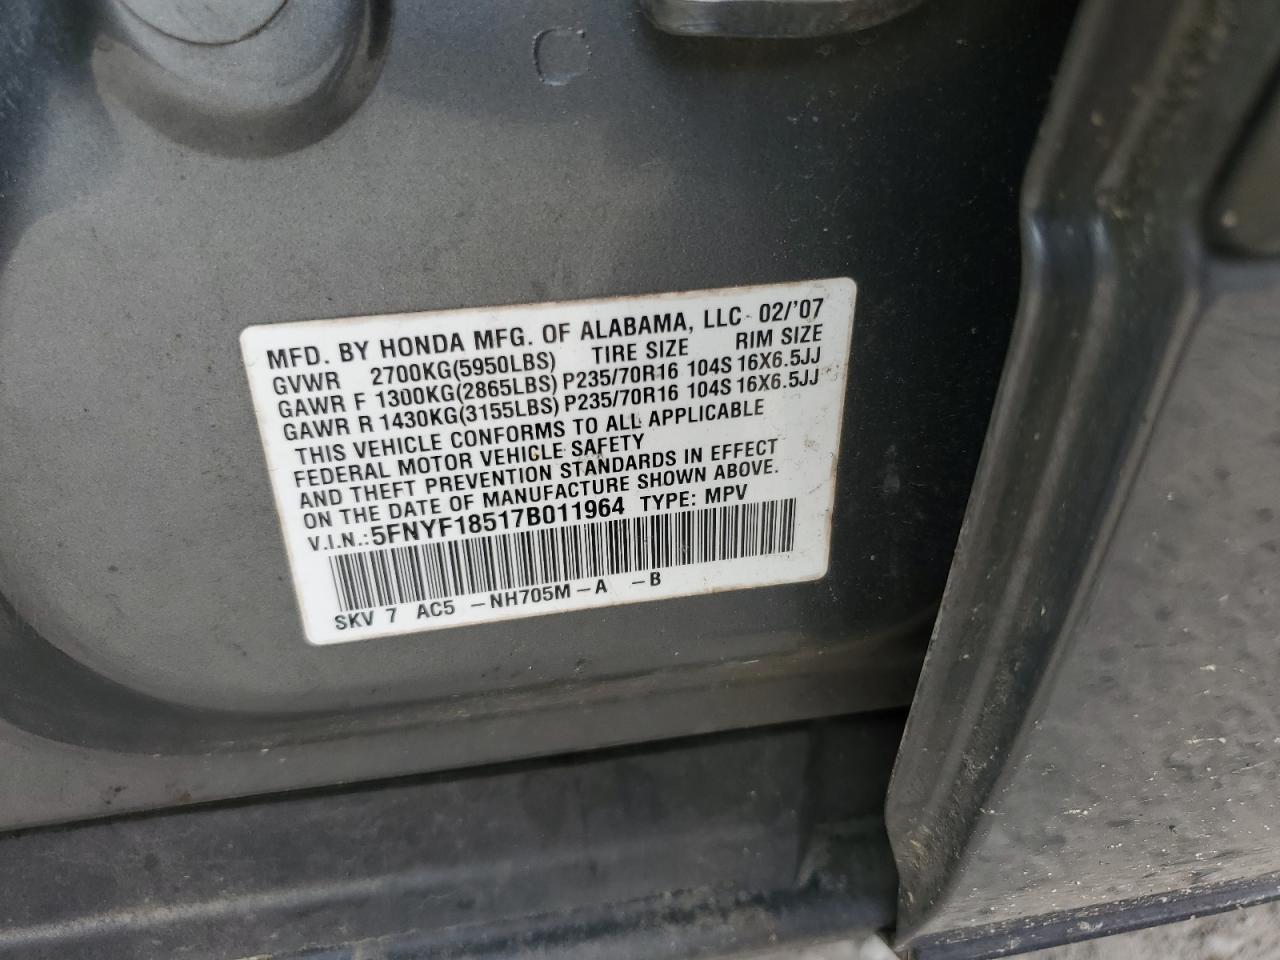 MFD. BY HONDA MFG. OF ALABAMA, LLC 02/'07
GVWR 2700KG(5950LBS) TIRE SIZE RIM SIZE
GAWR F 1300KG(2865LBS) P235/70R16 104S 16X6.5JJ
GAWR R 1430KG(3155LBS) P235/70R16 104S 16X6.5JJ
THIS VEHICLE CONFORMS TO ALL APPLICABLE
FEDERAL MOTOR VEHICLE SAFETY
AND THEFT PREVENTION STANDARDS IN EFFECT
ON THE DATE OF MANUFACTURE SHOWN ABOVE.
V.I.N.:5FNYF18517B011964 TYPE: MPV
SKV 7 AC5 -NH705M-A -B